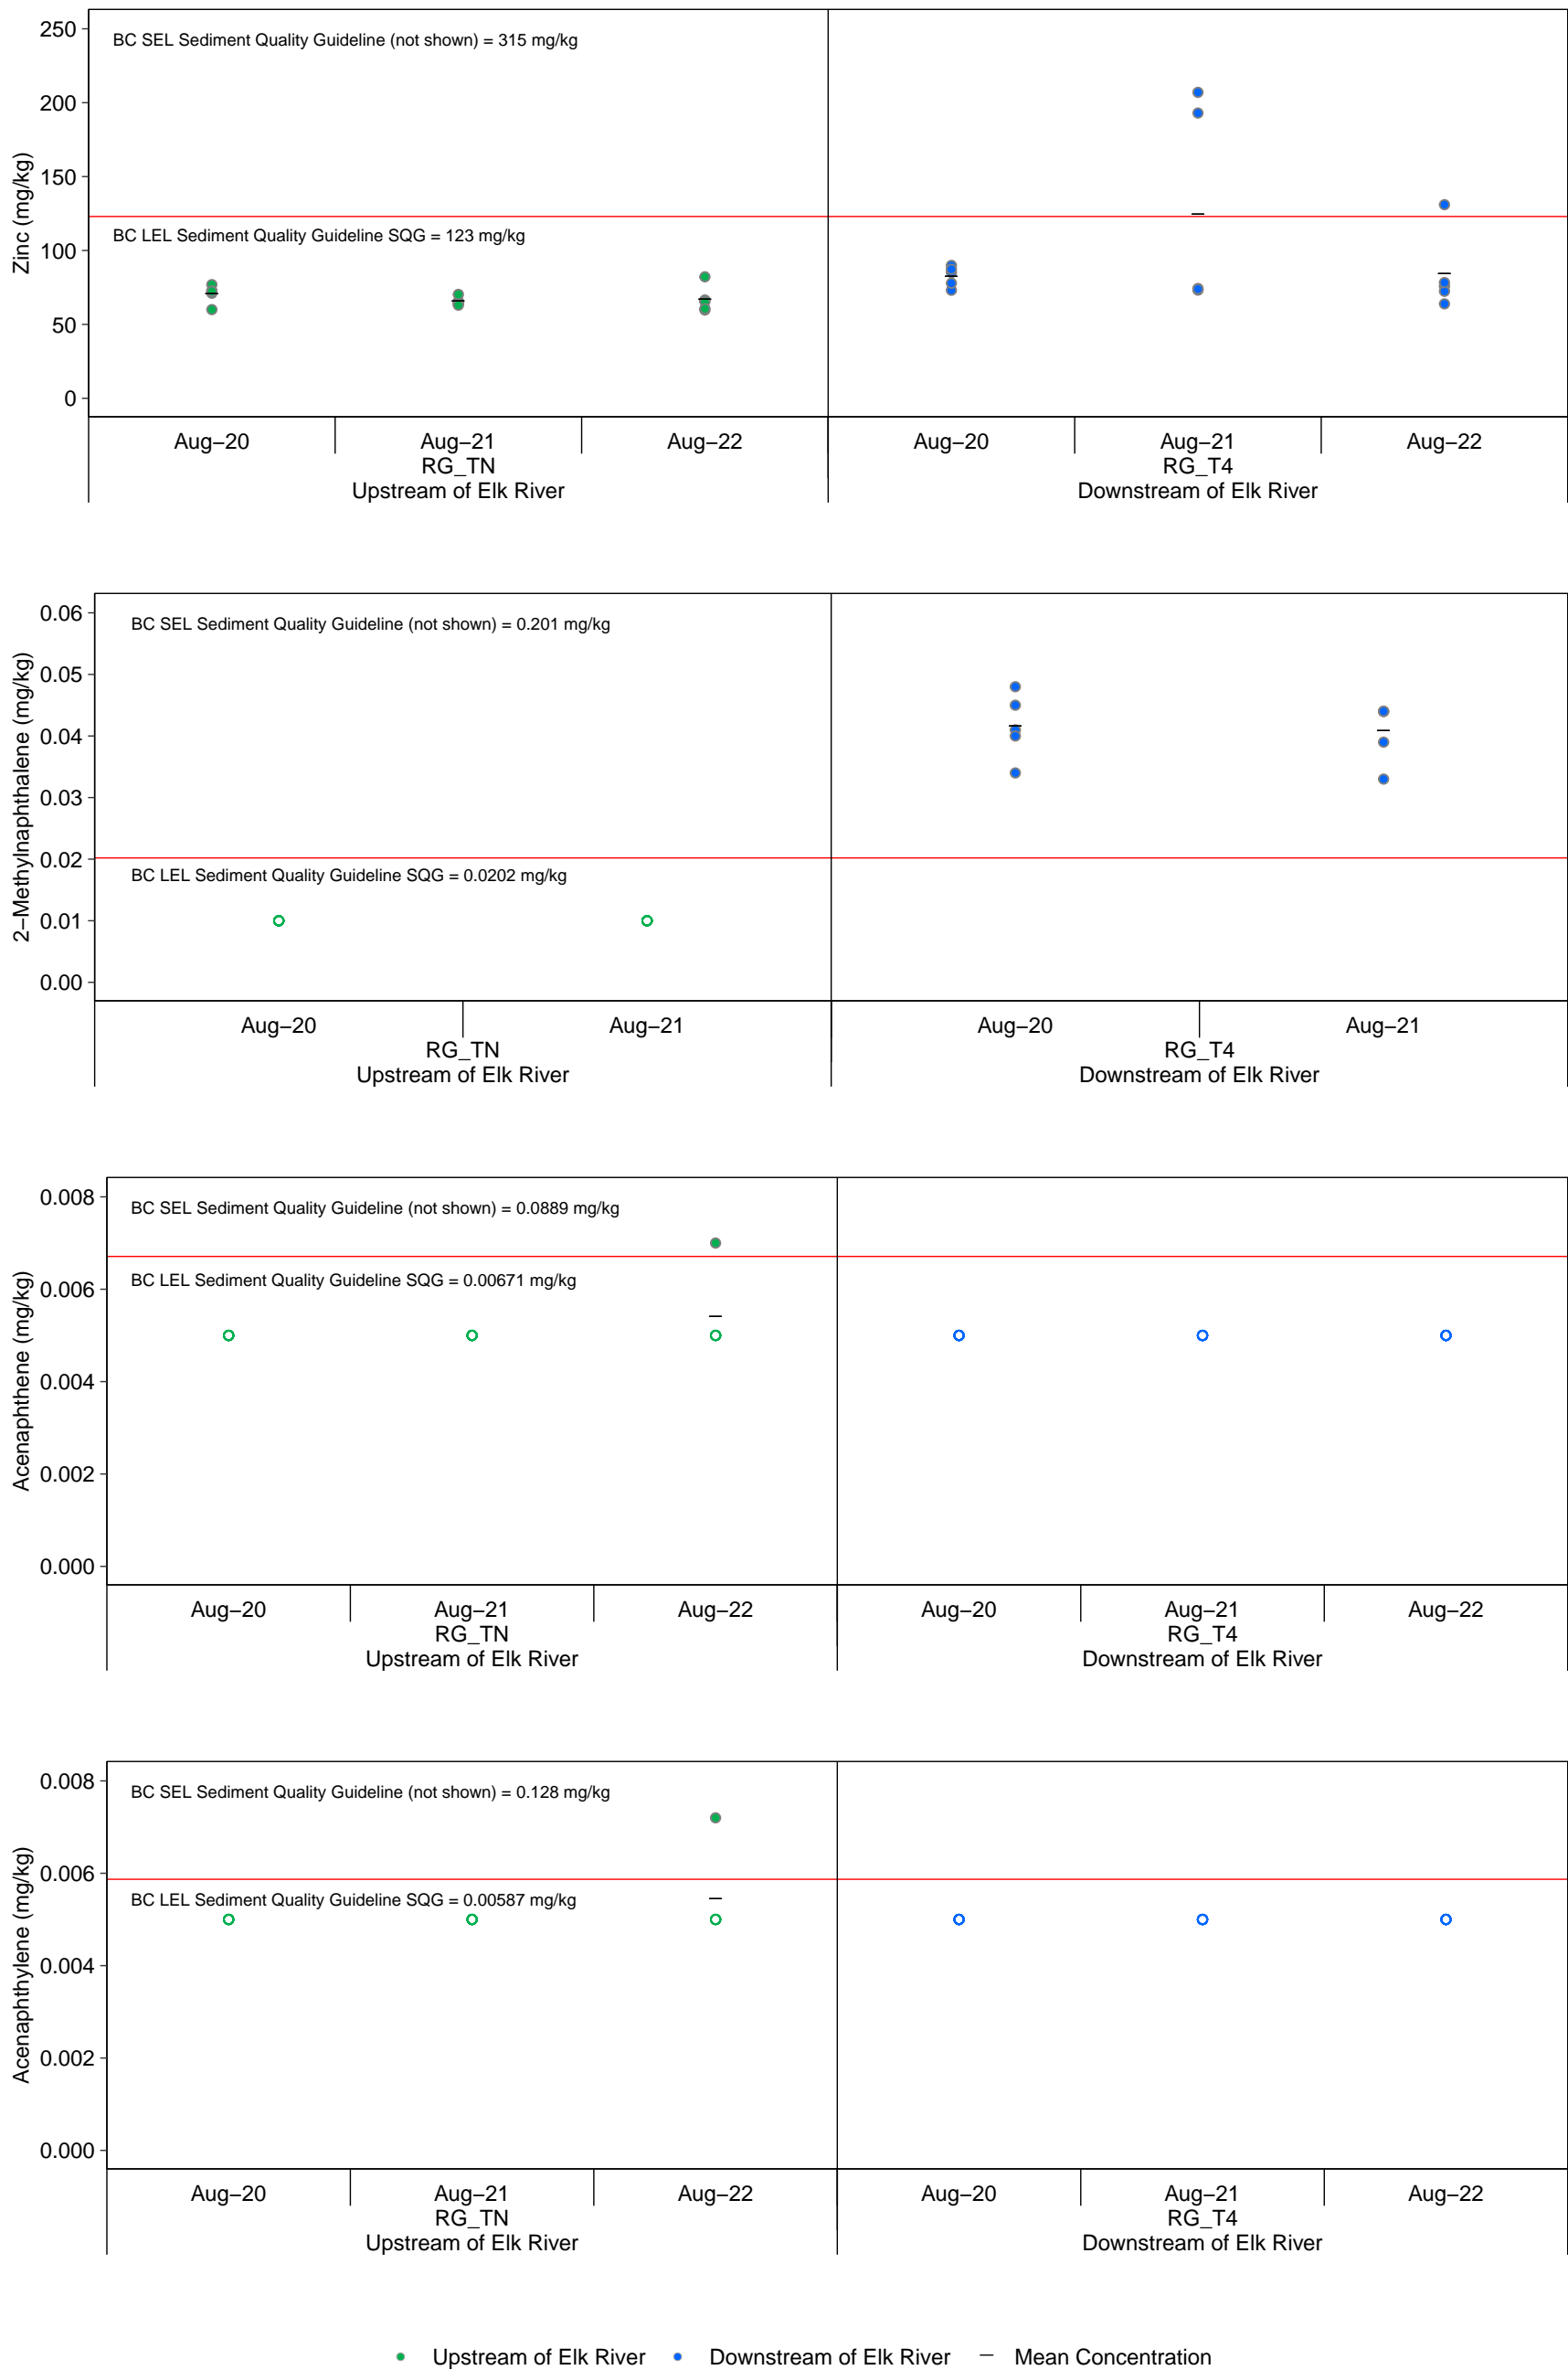 Zinc (mg/kg)
250
200
150
100
50
0
BC SEL Sediment Quality Guideline (not shown) = 315 mg/kg
BC LEL Sediment Quality Guideline SQG = 123 mg/kg
Aug−20 Aug−21 Aug−22 Aug−20 Aug−21 Aug−22
RG_TN RG_T4
Upstream of Elk River Downstream of Elk River
2−Methylnaphthalene (mg/kg)
0.06
0.05
0.04
0.03
0.02
0.01
0.00
BC SEL Sediment Quality Guideline (not shown) = 0.201 mg/kg
BC LEL Sediment Quality Guideline SQG = 0.0202 mg/kg
Aug−20 Aug−21 Aug−20 Aug−21
RG_TN RG_T4
Upstream of Elk River Downstream of Elk River
Acenaphthene (mg/kg)
0.008
0.006
0.004
0.002
0.000
BC SEL Sediment Quality Guideline (not shown) = 0.0889 mg/kg
BC LEL Sediment Quality Guideline SQG = 0.00671 mg/kg
Aug−20 Aug−21 Aug−22 Aug−20 Aug−21 Aug−22
RG_TN RG_T4
Upstream of Elk River Downstream of Elk River
Acenaphthylene (mg/kg)
0.008
0.006
0.004
0.002
0.000
BC SEL Sediment Quality Guideline (not shown) = 0.128 mg/kg
BC LEL Sediment Quality Guideline SQG = 0.00587 mg/kg
Aug−20 Aug−21 Aug−22 Aug−20 Aug−21 Aug−22
RG_TN RG_T4
Upstream of Elk River Downstream of Elk River
Upstream of Elk River Downstream of Elk River Mean Concentration